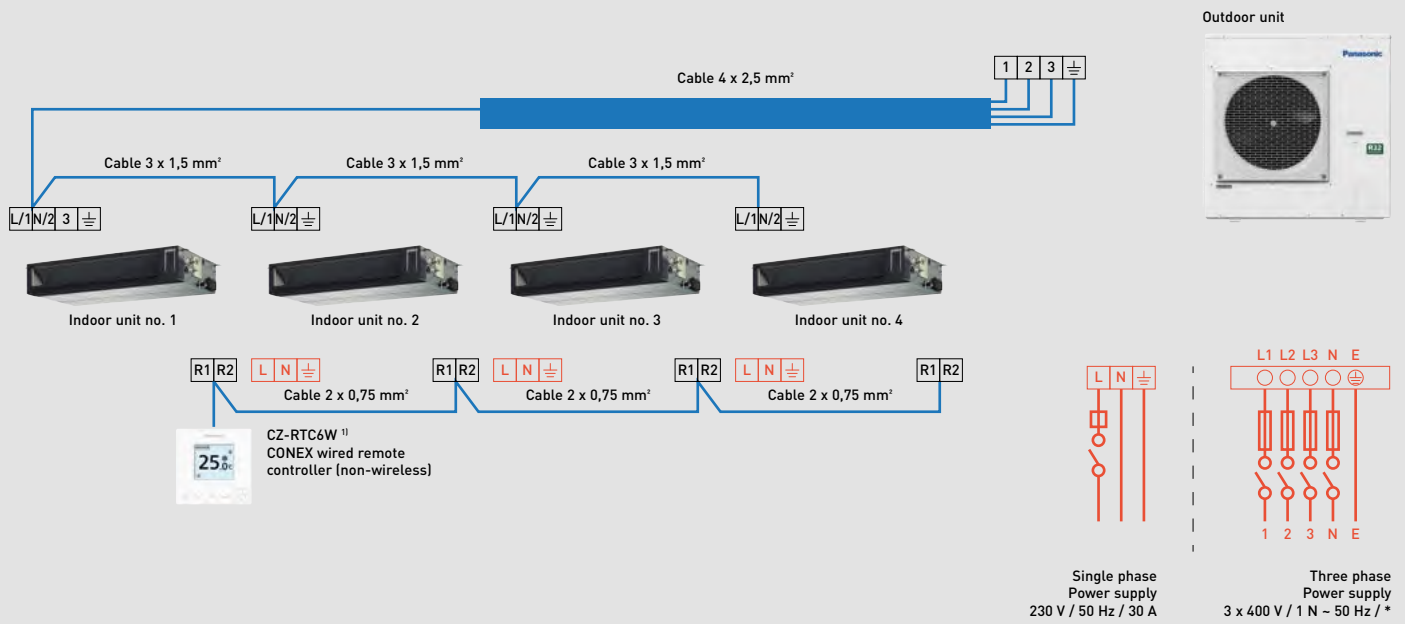 Outdoor unit
Panasonic
R32
1 2 3
Cable 4 x 2,5 mm²
Cable 3 x 1,5 mm²
Cable 3 x 1,5 mm²
Cable 3 x 1,5 mm²
L/1 N/2 3
L/1 N/2
L/1 N/2
L/1 N/2
Indoor unit no. 1
Indoor unit no. 2
Indoor unit no. 3
Indoor unit no. 4
R1 R2
L N
R1 R2
L N
R1 R2
L N
R1 R2
Cable 2 x 0,75 mm²
Cable 2 x 0,75 mm²
Cable 2 x 0,75 mm²
25.0c
CZ-RTC6W ¹⁾
CONEX wired remote
controller (non-wireless)
L N
L1 L2 L3 N E
1 2 3 N E
Single phase
Power supply
230 V / 50 Hz / 30 A
Three phase
Power supply
3 x 400 V / 1 N ~ 50 Hz / *